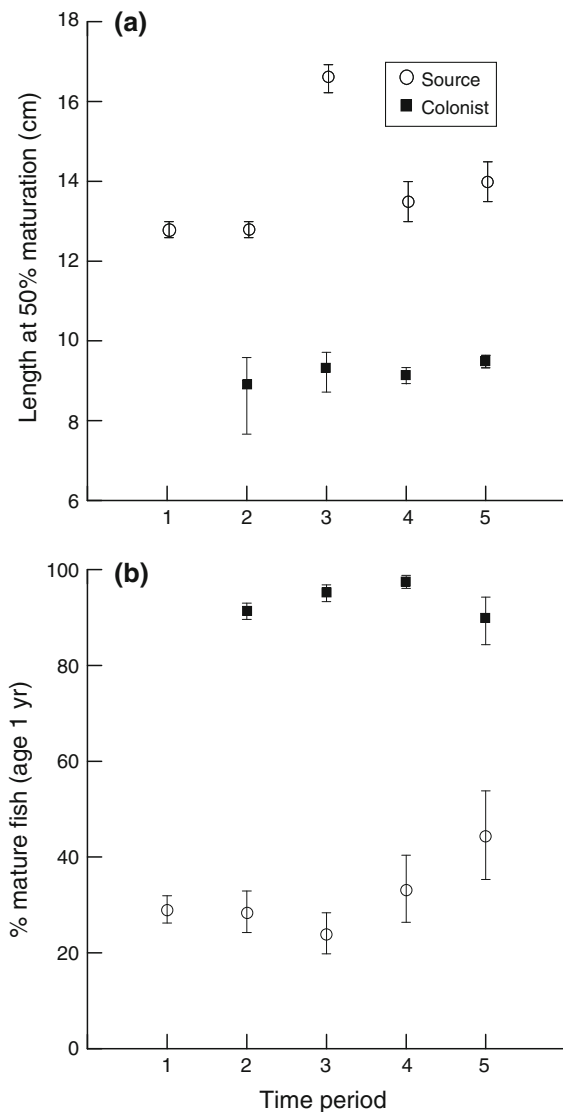 (a)
18
16
14
12
10
8
6
Length at 50% maturation (cm)
Source
Colonist
1 2 3 4 5
(b)
100
80
60
40
20
0
% mature fish (age 1 yr)
1 2 3 4 5
Time period